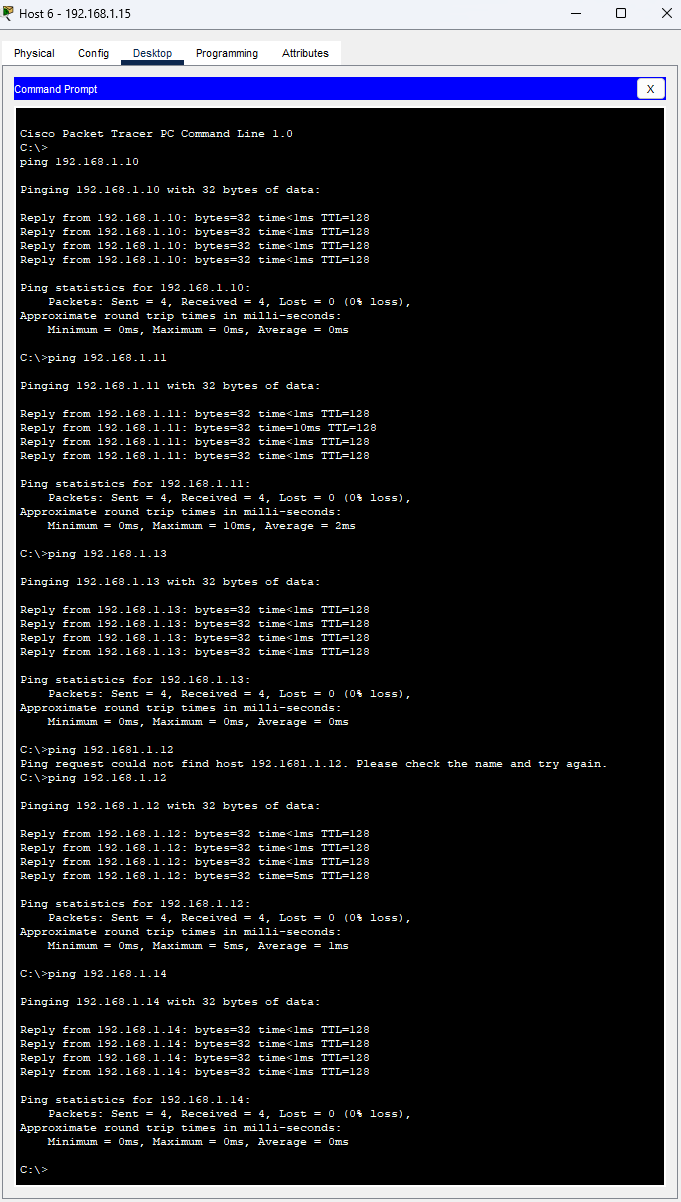 Host 6 - 192.168.1.15
Physical Config Desktop Programming Attributes
Command Prompt X
Cisco Packet Tracer PC Command Line 1.0
C:\>
ping 192.168.1.10
Pinging 192.168.1.10 with 32 bytes of data:
Reply from 192.168.1.10: bytes=32 time<1ms TTL=128
Reply from 192.168.1.10: bytes=32 time<1ms TTL=128
Reply from 192.168.1.10: bytes=32 time<1ms TTL=128
Reply from 192.168.1.10: bytes=32 time<1ms TTL=128
Ping statistics for 192.168.1.10:
    Packets: Sent = 4, Received = 4, Lost = 0 (0% loss),
Approximate round trip times in milli-seconds:
    Minimum = 0ms, Maximum = 0ms, Average = 0ms
C:\>ping 192.168.1.11
Pinging 192.168.1.11 with 32 bytes of data:
Reply from 192.168.1.11: bytes=32 time<1ms TTL=128
Reply from 192.168.1.11: bytes=32 time=10ms TTL=128
Reply from 192.168.1.11: bytes=32 time<1ms TTL=128
Reply from 192.168.1.11: bytes=32 time<1ms TTL=128
Ping statistics for 192.168.1.11:
    Packets: Sent = 4, Received = 4, Lost = 0 (0% loss),
Approximate round trip times in milli-seconds:
    Minimum = 0ms, Maximum = 10ms, Average = 2ms
C:\>ping 192.168.1.13
Pinging 192.168.1.13 with 32 bytes of data:
Reply from 192.168.1.13: bytes=32 time<1ms TTL=128
Reply from 192.168.1.13: bytes=32 time<1ms TTL=128
Reply from 192.168.1.13: bytes=32 time<1ms TTL=128
Reply from 192.168.1.13: bytes=32 time<1ms TTL=128
Ping statistics for 192.168.1.13:
    Packets: Sent = 4, Received = 4, Lost = 0 (0% loss),
Approximate round trip times in milli-seconds:
    Minimum = 0ms, Maximum = 0ms, Average = 0ms
C:\>ping 192.1681.1.12
Ping request could not find host 192.1681.1.12. Please check the name and try again.
C:\>ping 192.168.1.12
Pinging 192.168.1.12 with 32 bytes of data:
Reply from 192.168.1.12: bytes=32 time<1ms TTL=128
Reply from 192.168.1.12: bytes=32 time<1ms TTL=128
Reply from 192.168.1.12: bytes=32 time<1ms TTL=128
Reply from 192.168.1.12: bytes=32 time=5ms TTL=128
Ping statistics for 192.168.1.12:
    Packets: Sent = 4, Received = 4, Lost = 0 (0% loss),
Approximate round trip times in milli-seconds:
    Minimum = 0ms, Maximum = 5ms, Average = 1ms
C:\>ping 192.168.1.14
Pinging 192.168.1.14 with 32 bytes of data:
Reply from 192.168.1.14: bytes=32 time<1ms TTL=128
Reply from 192.168.1.14: bytes=32 time<1ms TTL=128
Reply from 192.168.1.14: bytes=32 time<1ms TTL=128
Reply from 192.168.1.14: bytes=32 time<1ms TTL=128
Ping statistics for 192.168.1.14:
    Packets: Sent = 4, Received = 4, Lost = 0 (0% loss),
Approximate round trip times in milli-seconds:
    Minimum = 0ms, Maximum = 0ms, Average = 0ms
C:\>